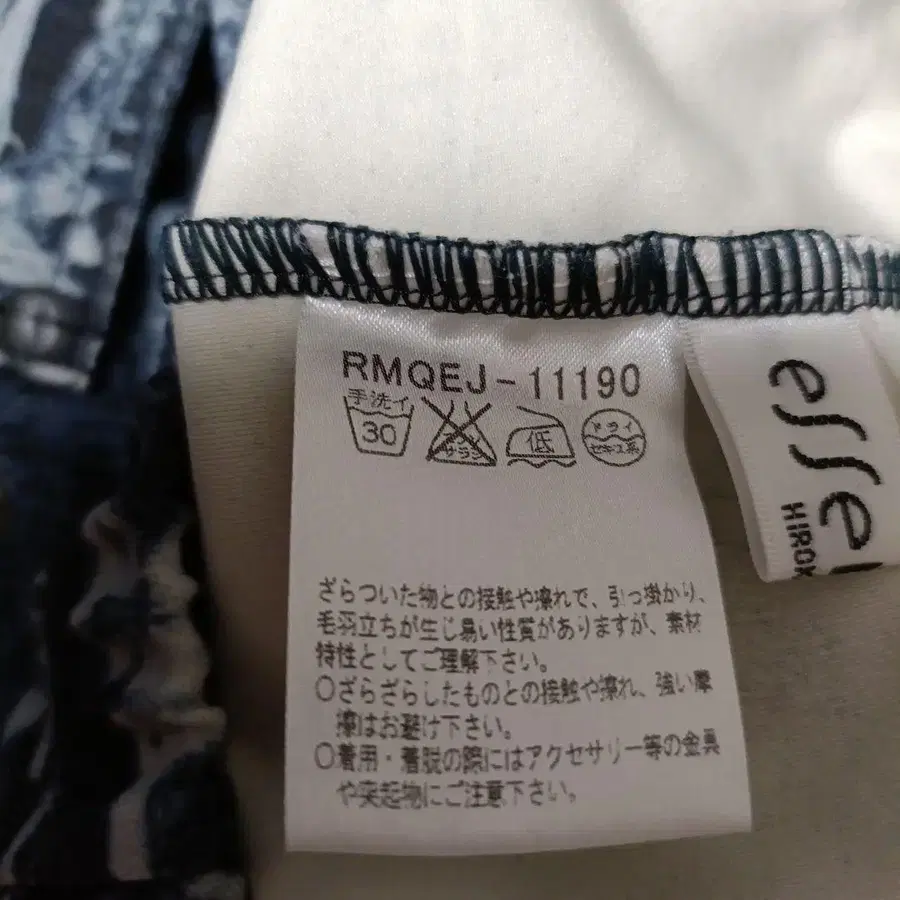 RMQEJ-11190
手洗イ
30
サラシ
低
ドライ
セキユ系
ざらついた物との接触や擦れで、引っ掛かり、
毛羽立ちが生じ易い性質がありますが、素材
特性としてご理解下さい。
○ざらざらしたものとの接触や擦れ、強い摩
擦はお避け下さい。
○着用・着脱の際にはアクセサリー等の金具
や突起物にご注意下さい。
esse
HIROK